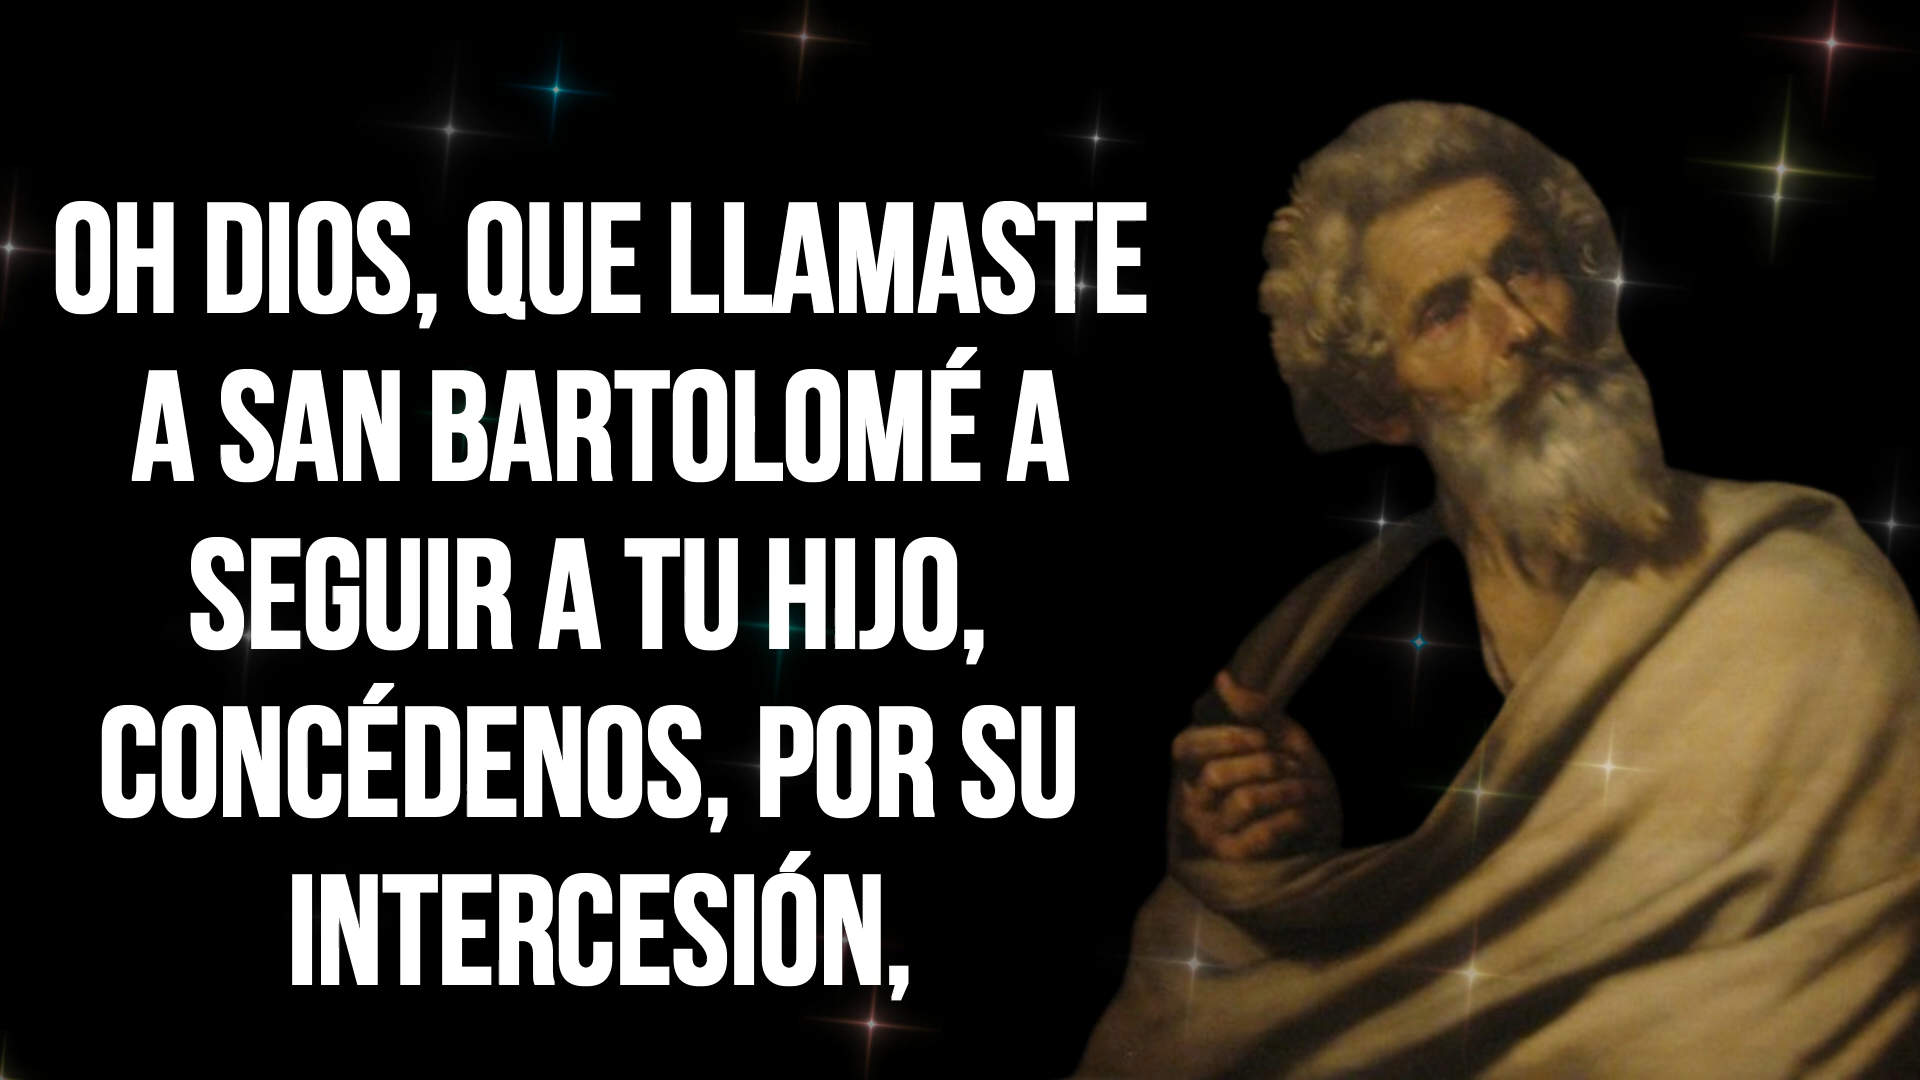 OH DIOS, QUE LLAMASTE
A SAN BARTOLOMÉ A
SEGUIR A TU HIJO,
CONCÉDENOS, POR SU
INTERCESIÓN,